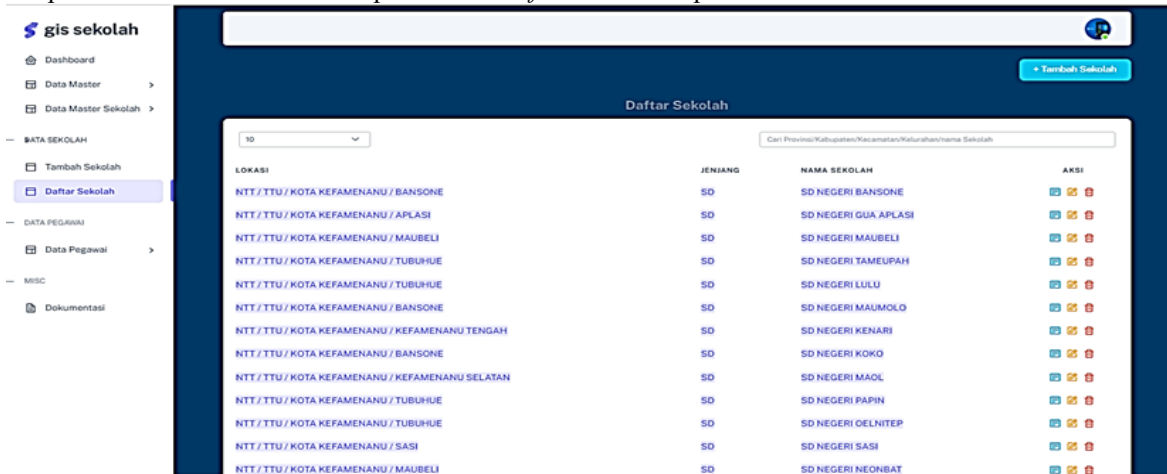 gis sekolah
Dashboard
Data Master
Data Master Sekolah
DATA SEKOLAH
Tambah Sekolah
Daftar Sekolah
DATA PEGAWAI
Data Pegawai
MISC
Dokumentasi
+ Tambah Sekolah
Daftar Sekolah
10
Cari Provinsi/Kabupaten/Kecamatan/Kelurahan/nama Sekolah
LOKASI JENJANG NAMA SEKOLAH AKSI
NTT / TTU / KOTA KEFAMENANU / BANSONE SD SD NEGERI BANSONE
NTT / TTU / KOTA KEFAMENANU / APLASI SD SD NEGERI GUA APLASI
NTT / TTU / KOTA KEFAMENANU / MAUBELI SD SD NEGERI MAUBELI
NTT / TTU / KOTA KEFAMENANU / TUBUHUE SD SD NEGERI TAMEUPAH
NTT / TTU / KOTA KEFAMENANU / TUBUHUE SD SD NEGERI LULU
NTT / TTU / KOTA KEFAMENANU / BANSONE SD SD NEGERI MAUMOLO
NTT / TTU / KOTA KEFAMENANU / KEFAMENANU TENGAH SD SD NEGERI KENARI
NTT / TTU / KOTA KEFAMENANU / BANSONE SD SD NEGERI KOKO
NTT / TTU / KOTA KEFAMENANU / KEFAMENANU SELATAN SD SD NEGERI MAOL
NTT / TTU / KOTA KEFAMENANU / TUBUHUE SD SD NEGERI PAPIN
NTT / TTU / KOTA KEFAMENANU / TUBUHUE SD SD NEGERI OELNITEP
NTT / TTU / KOTA KEFAMENANU / SASI SD SD NEGERI SASI
NTT / TTU / KOTA KEFAMENANU / MAUBELI SD SD NEGERI NEONBAT